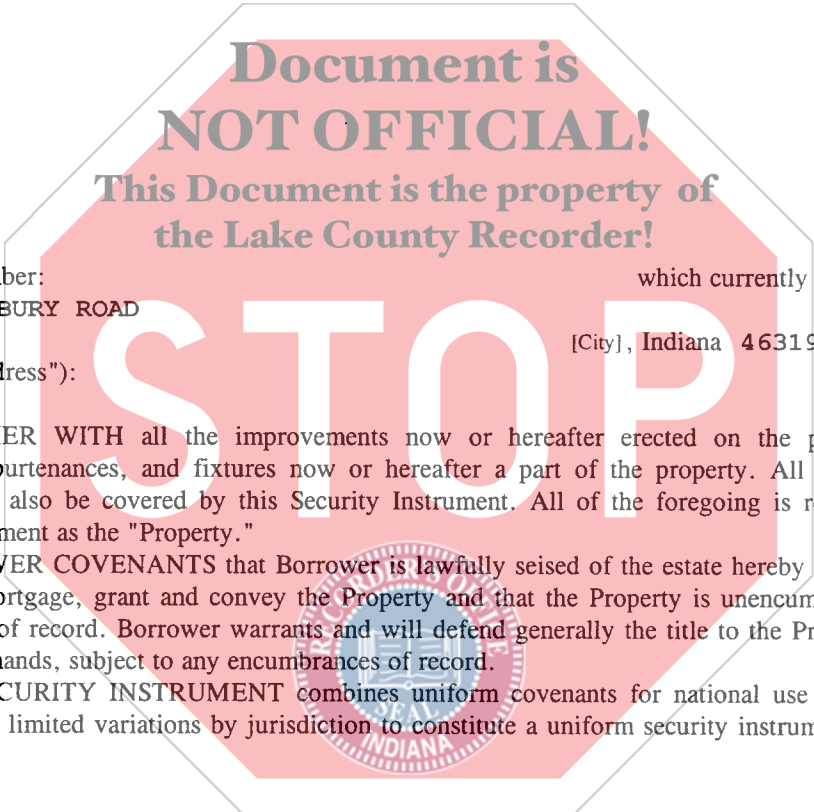 Document is
NOT OFFICIAL!
This Document is the property of
the Lake County Recorder!
ber: which currently
BURY ROAD
[City], Indiana 46319
dress"):
STOP
ER WITH all the improvements now or hereafter erected on the p
purtenances, and fixtures now or hereafter a part of the property. All
also be covered by this Security Instrument. All of the foregoing is r
ment as the "Property."
VER COVENANTS that Borrower is lawfully seised of the estate hereby
ortgage, grant and convey the Property and that the Property is unencum
of record. Borrower warrants and will defend generally the title to the Pr
ands, subject to any encumbrances of record.
CURITY INSTRUMENT combines uniform covenants for national use
limited variations by jurisdiction to constitute a uniform security instrum
RECORDER'S OFFICE
SEAL
INDIANA